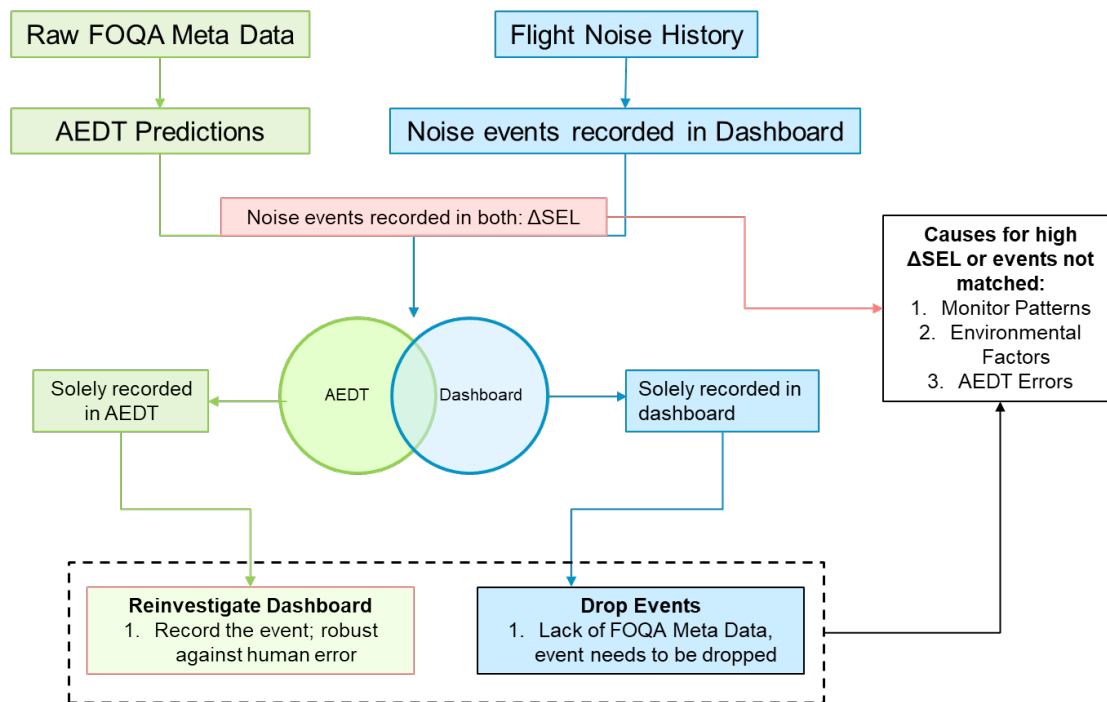 Raw FOQA Meta Data
Flight Noise History
AEDT Predictions
Noise events recorded in Dashboard
Noise events recorded in both: ΔSEL
Causes for high
ΔSEL or events not
matched:
1. Monitor Patterns
2. Environmental
Factors
3. AEDT Errors
Solely recorded
in AEDT
AEDT
Dashboard
Solely recorded in
dashboard
Reinvestigate Dashboard
1. Record the event; robust
against human error
Drop Events
1. Lack of FOQA Meta Data,
event needs to be dropped